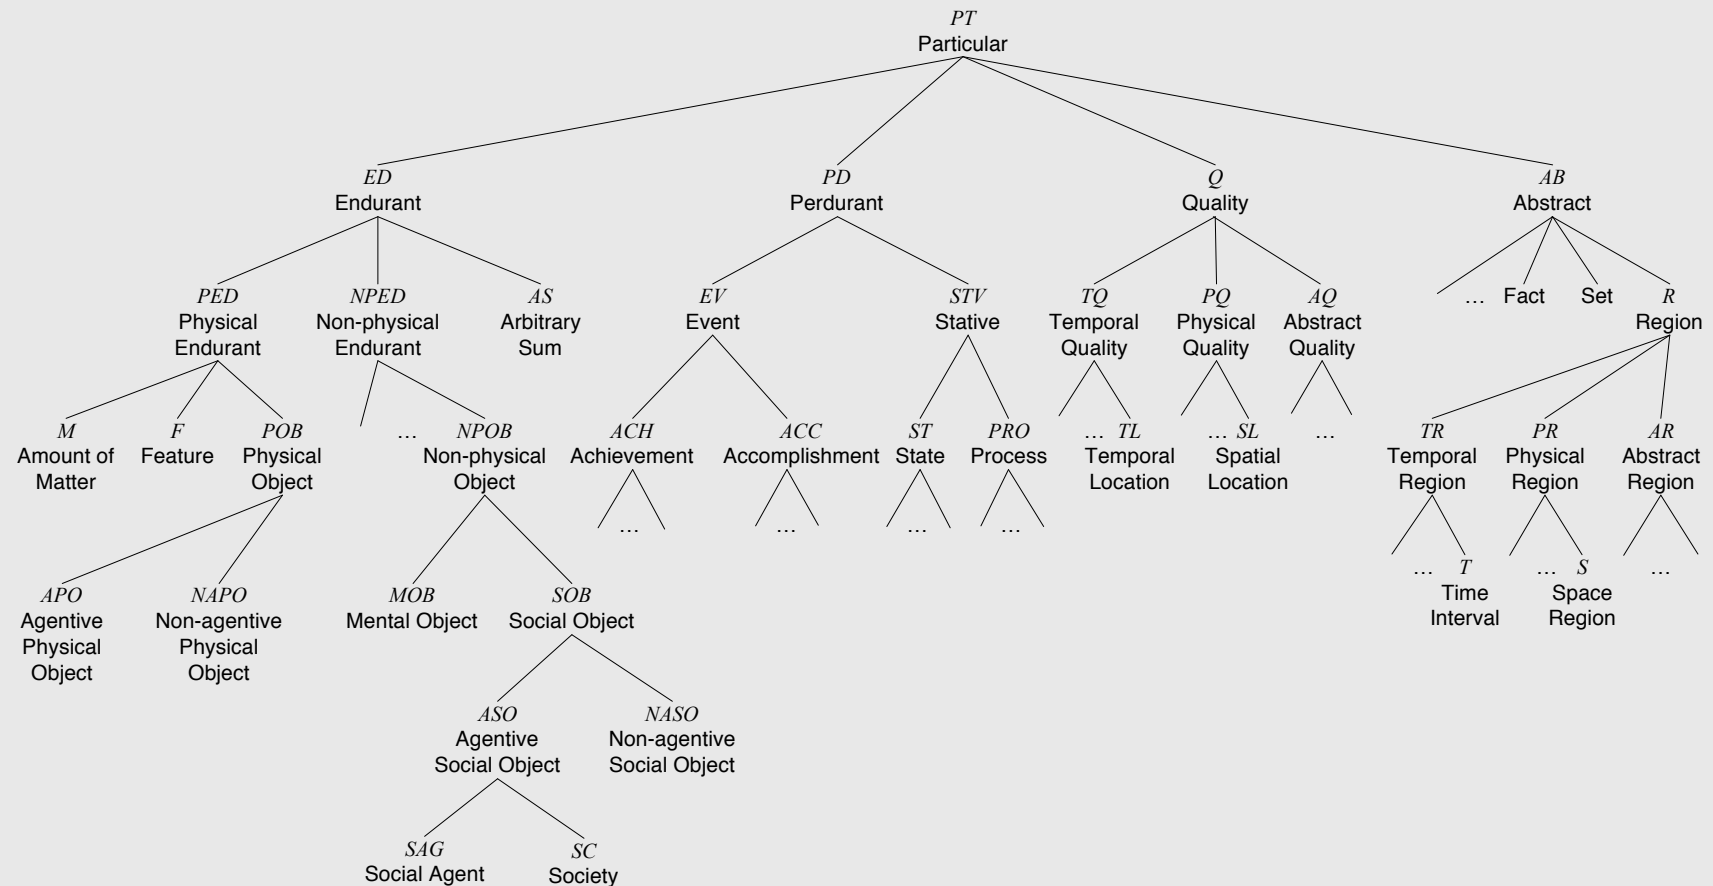 PT
Particular
ED
Endurant
PD
Perdurant
Q
Quality
AB
Abstract
PED
Physical
Endurant
NPED
Non-physical
Endurant
AS
Arbitrary
Sum
EV
Event
STV
Stative
TQ
Temporal
Quality
PQ
Physical
Quality
AQ
Abstract
Quality
…
Fact
Set
R
Region
M
Amount of
Matter
F
Feature
POB
Physical
Object
…
NPOB
Non-physical
Object
ACH
Achievement
ACC
Accomplishment
ST
State
PRO
Process
… TL
Temporal
Location
… SL
Spatial
Location
…
TR
Temporal
Region
PR
Physical
Region
AR
Abstract
Region
…
…
…
…
… T
Time
Interval
… S
Space
Region
…
APO
Agentive
Physical
Object
NAPO
Non-agentive
Physical
Object
MOB
Mental Object
SOB
Social Object
ASO
Agentive
Social Object
NASO
Non-agentive
Social Object
SAG
Social Agent
SC
Society